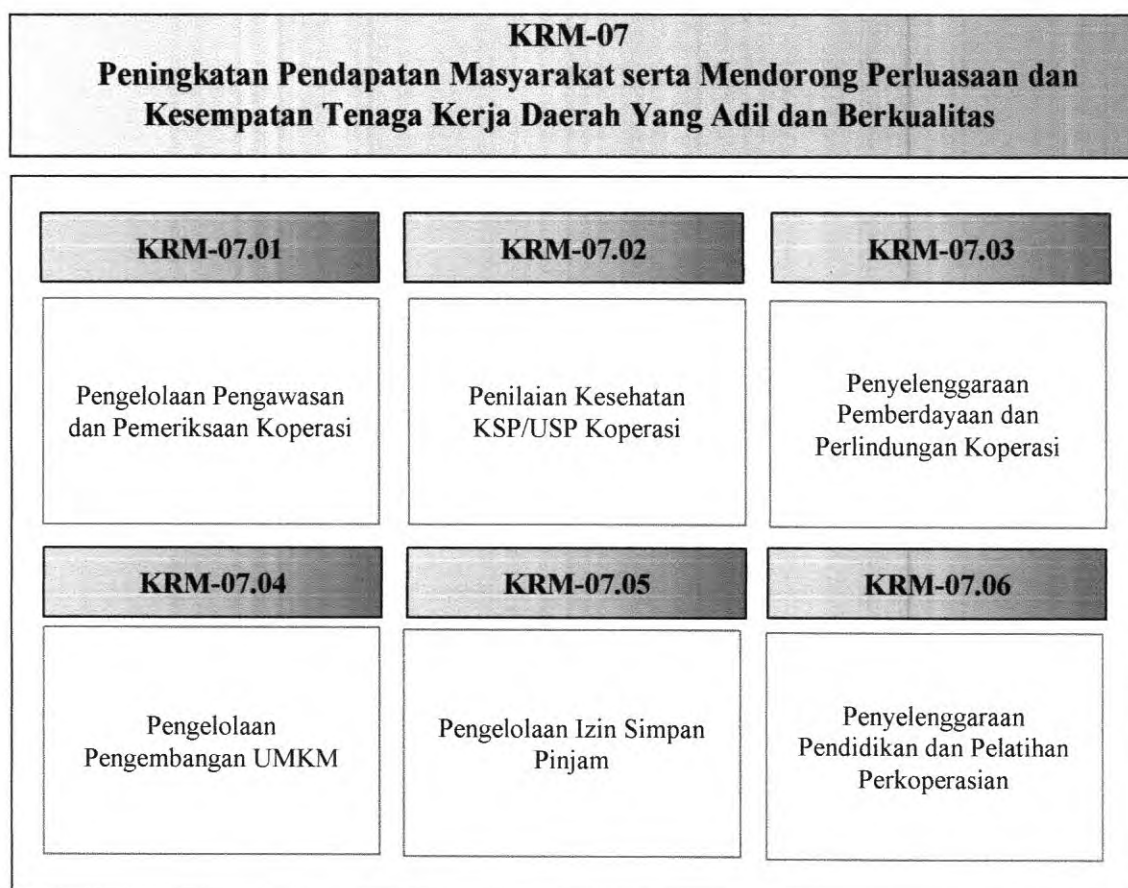 KRM-07
Peningkatan Pendapatan Masyarakat serta Mendorong Perluasaan dan
Kesempatan Tenaga Kerja Daerah Yang Adil dan Berkualitas
KRM-07.01
KRM-07.02
KRM-07.03
Pengelolaan Pengawasan
dan Pemeriksaan Koperasi
Penilaian Kesehatan
KSP/USP Koperasi
Penyelenggaraan
Pemberdayaan dan
Perlindungan Koperasi
KRM-07.04
KRM-07.05
KRM-07.06
Pengelolaan
Pengembangan UMKM
Pengelolaan Izin Simpan
Pinjam
Penyelenggaraan
Pendidikan dan Pelatihan
Perkoperasian